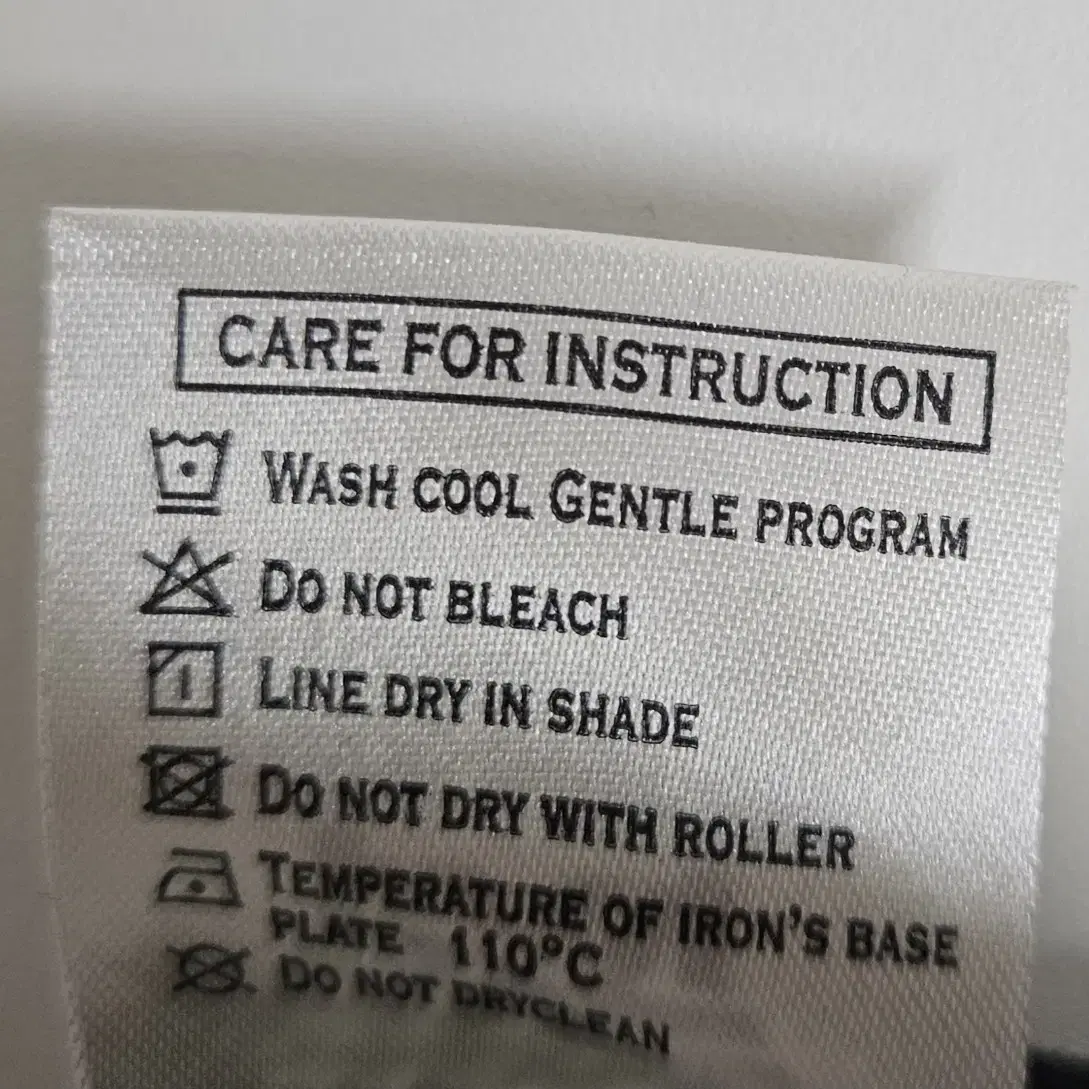 CARE FOR INSTRUCTION
WASH COOL GENTLE PROGRAM
DO NOT BLEACH
LINE DRY IN SHADE
DO NOT DRY WITH ROLLER
TEMPERATURE OF IRON'S BASE
PLATE 110°C
DO NOT DRYCLEAN